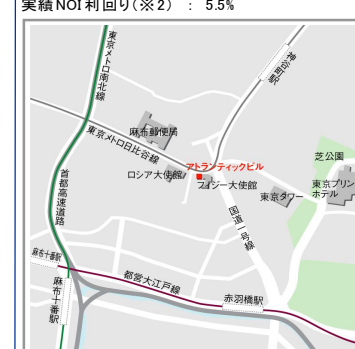 実績NOI利回り(※2) : 5.5%
東京メトロ南北線
神谷町駅
麻布郵便局
東京メトロ日比谷線
アトランティックビル
芝公園
ロシア大使館
フィジー大使館
東京タワー
東京プリン
ホテル
首都高速道路
国道一号線
麻布十番駅
都営大江戸線
麻布十番駅
赤羽橋駅